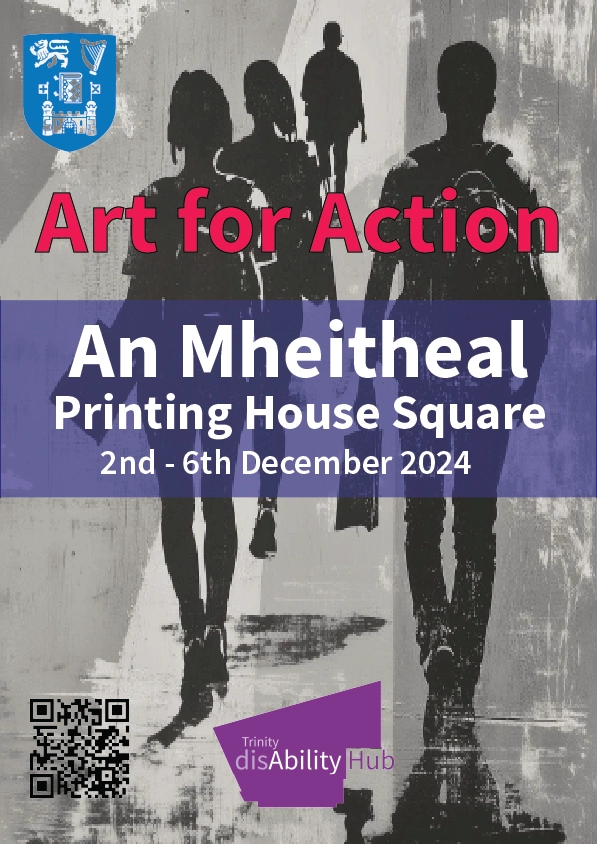 Art for Action
An Mheitheal
Printing House Square
2nd - 6th December 2024
Trinity
disAbility Hub